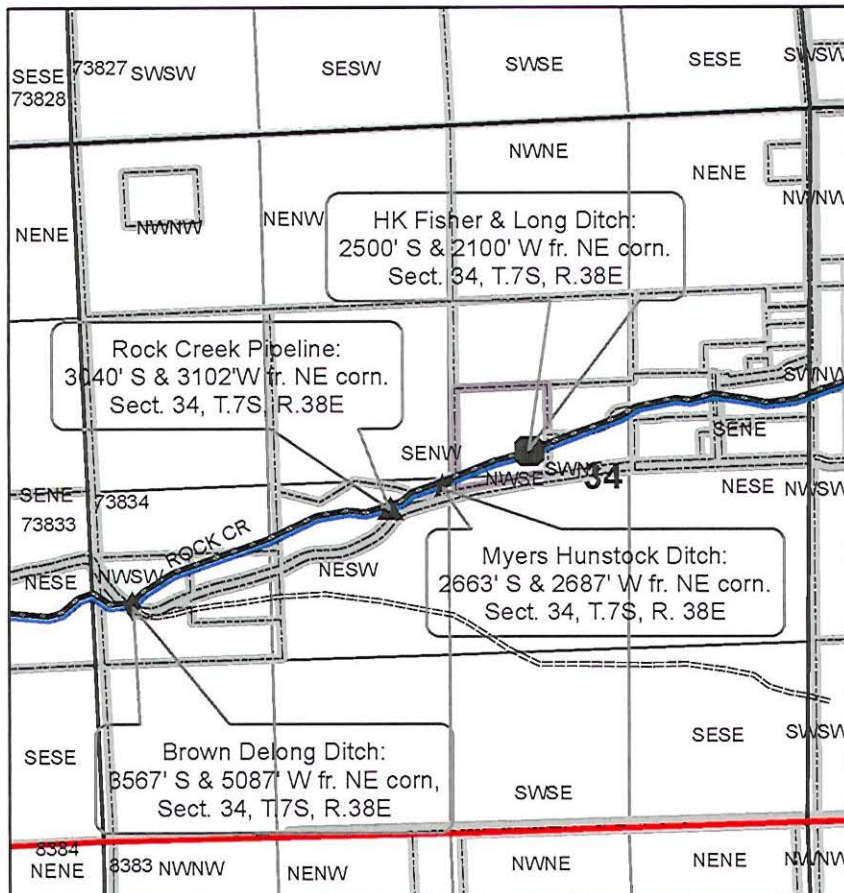 SESE
73828
73827 SWSW
SESW
SWSE
SESE
SWSW
NENE
NWNW
NENW
NWNE
NENE
NWNW
HK Fisher & Long Ditch:
2500' S & 2100' W fr. NE corn.
Sect. 34, T.7S, R.38E
Rock Creek Pipeline:
3040' S & 3102'W fr. NE corn.
Sect. 34, T.7S, R.38E
SWNW
SENW
SENE
SWNE
34
NWSE
NESE
NWSW
SENE
73833
73834
ROCK CR
NESE
NWSW
NESW
Myers Hunstock Ditch:
2663' S & 2687' W fr. NE corn.
Sect. 34, T.7S, R. 38E
SESE
SESE
SWSW
Brown Delong Ditch:
3567' S & 5087' W fr. NE corn,
Sect. 34, T.7S, R.38E
SWSE
8384
NENE
8383 NWNW
NENW
NWNE
NENE
NWNW